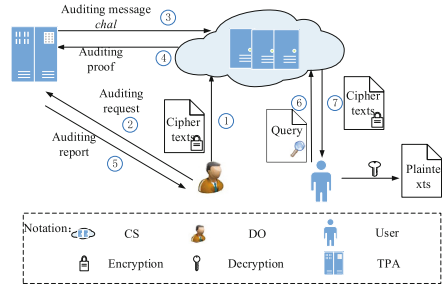 Auditing message
chal
③
Auditing
proof
④
Auditing
request
②
Auditing
report
⑤
Cipher
texts
①
⑥
Query
⑦
Cipher
texts
Plainte
xts
Notation:
CS
DO
User
Encryption
Decryption
TPA